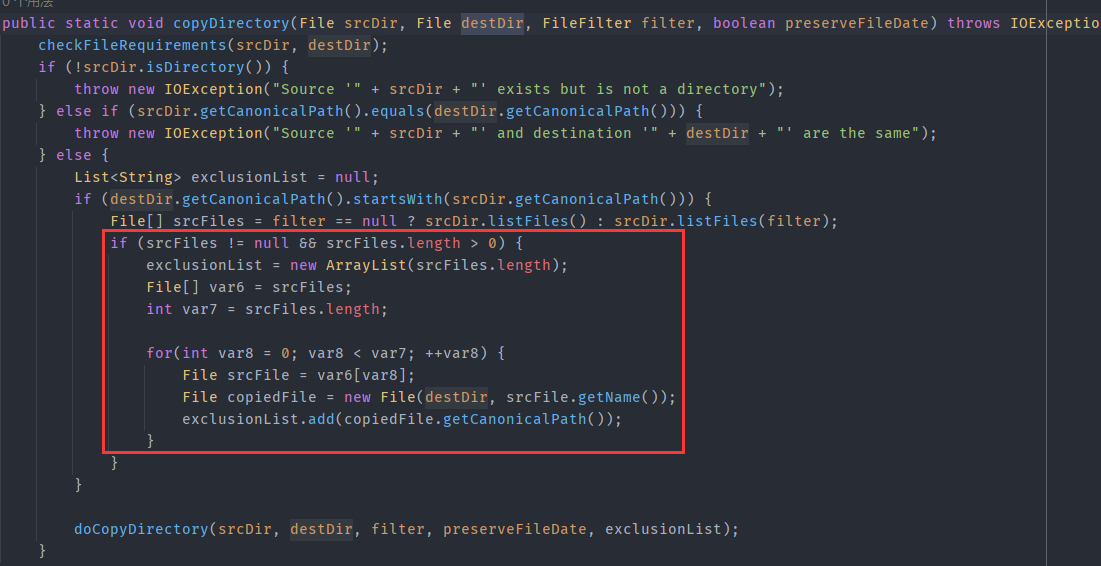 0个用法
public static void copyDirectory(File srcDir, File destDir, FileFilter filter, boolean preserveFileDate) throws IOExceptio
checkFileRequirements(srcDir, destDir);
if (!srcDir.isDirectory()) {
throw new IOException("Source '" + srcDir + "' exists but is not a directory");
} else if (srcDir.getCanonicalPath().equals(destDir.getCanonicalPath())) {
throw new IOException("Source '" + srcDir + "' and destination '" + destDir + "' are the same");
} else {
List<String> exclusionList = null;
if (destDir.getCanonicalPath().startsWith(srcDir.getCanonicalPath())) {
File[] srcFiles = filter == null ? srcDir.listFiles() : srcDir.listFiles(filter);
if (srcFiles != null && srcFiles.length > 0) {
exclusionList = new ArrayList(srcFiles.length);
File[] var6 = srcFiles;
int var7 = srcFiles.length;
for(int var8 = 0; var8 < var7; ++var8) {
File srcFile = var6[var8];
File copiedFile = new File(destDir, srcFile.getName());
exclusionList.add(copiedFile.getCanonicalPath());
}
}
}
doCopyDirectory(srcDir, destDir, filter, preserveFileDate, exclusionList);
}